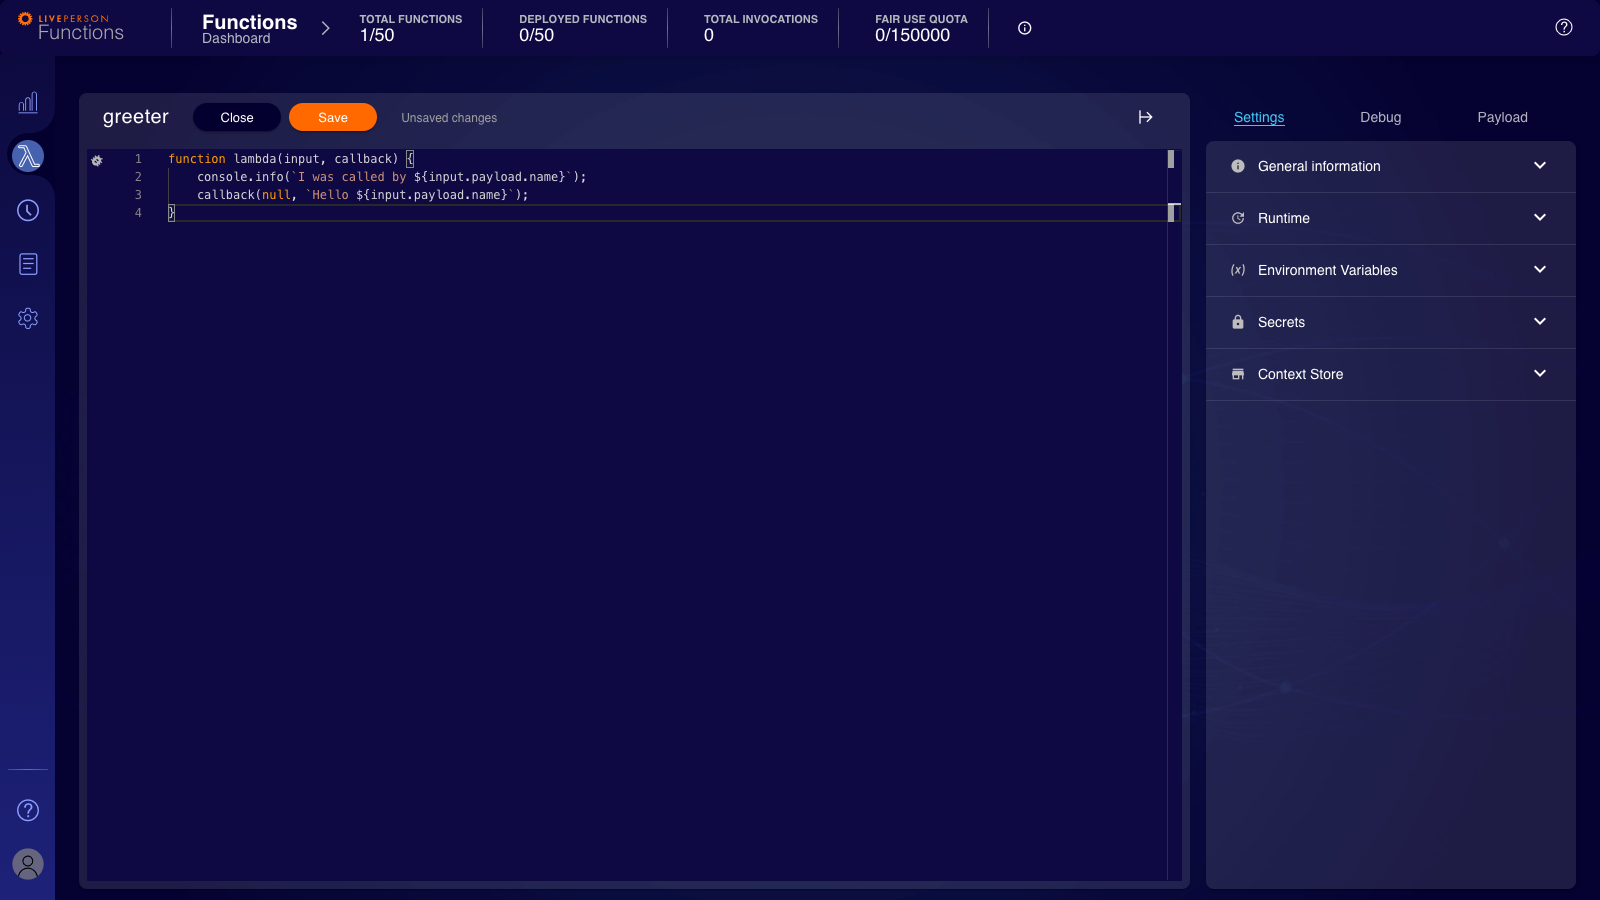 LIVEPERSON
Functions
Functions
Dashboard
TOTAL FUNCTIONS
1/50
DEPLOYED FUNCTIONS
0/50
TOTAL INVOCATIONS
0
FAIR USE QUOTA
0/150000
greeter
Close
Save
Unsaved changes
1 function lambda(input, callback) {
2 console.info(`I was called by ${input.payload.name}`);
3 callback(null, `Hello ${input.payload.name}`);
4 }
Settings
Debug
Payload
General information
Runtime
(x) Environment Variables
Secrets
Context Store